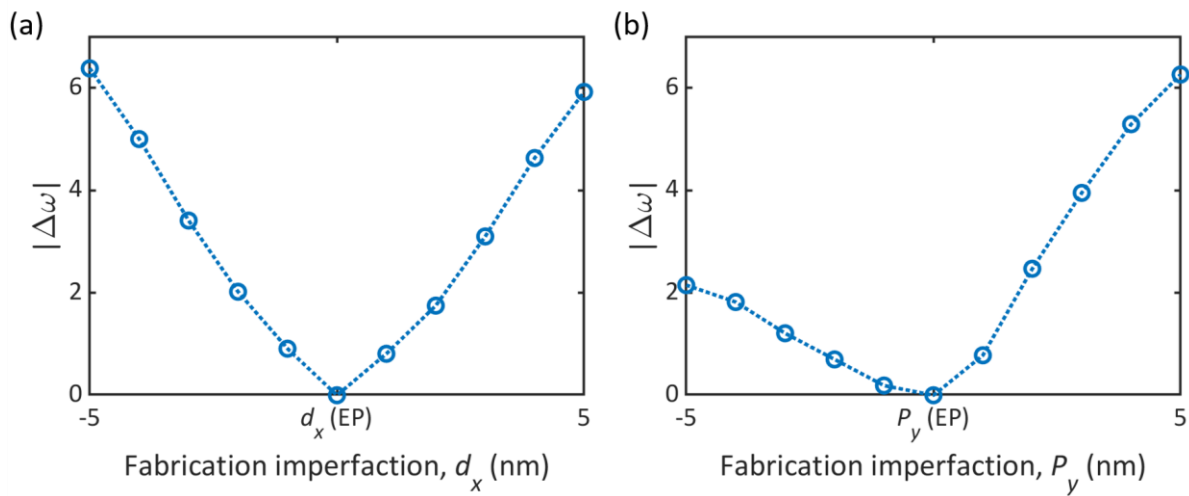 (a)
6
4
2
0
|Δω|
-5
d_x (EP)
5
Fabrication imperfaction, d_x (nm)
(b)
6
4
2
0
|Δω|
-5
P_y (EP)
5
Fabrication imperfaction, P_y (nm)